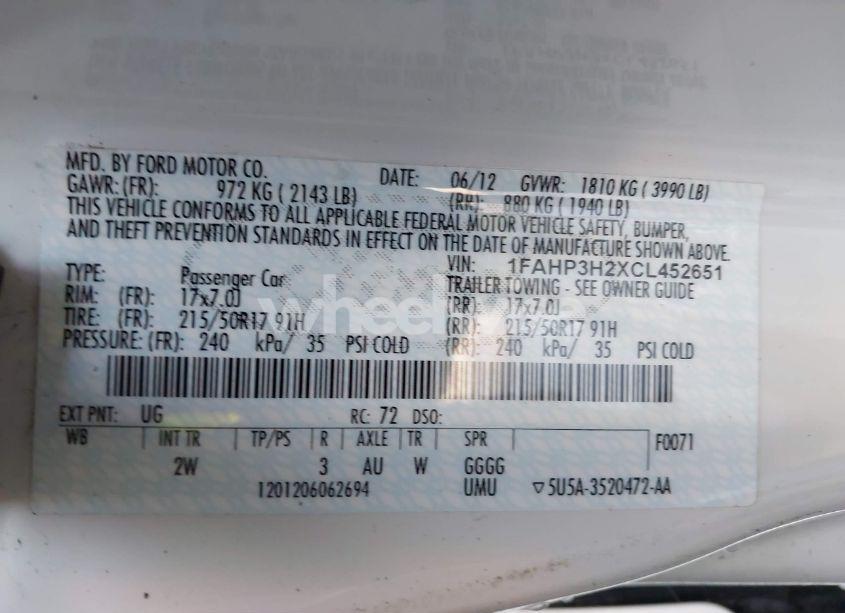 MFD. BY FORD MOTOR CO. DATE: 06/12 GVWR: 1810 KG ( 3990 LB)
GAWR: (FR): 972 KG ( 2143 LB) (RR): 880 KG ( 1940 LB)
THIS VEHICLE CONFORMS TO ALL APPLICABLE FEDERAL MOTOR VEHICLE SAFETY, BUMPER,
AND THEFT PREVENTION STANDARDS IN EFFECT ON THE DATE OF MANUFACTURE SHOWN ABOVE.
VIN: 1FAHP3H2XCL452651
TYPE: Passenger Car TRAILER TOWING - SEE OWNER GUIDE
RIM: (FR): 17x7.0J (RR): 17x7.0J
TIRE: (FR): 215/50R17 91H (RR): 215/50R17 91H
PRESSURE: (FR): 240 kPa/ 35 PSI COLD (RR): 240 kPa/ 35 PSI COLD
EXT PNT: UG RC: 72 DSO:
WB INT TR TP/PS R AXLE TR SPR F0071
2W 3 AU W GGGG
1201206062694 UMU ▽5U5A-3520472-AA